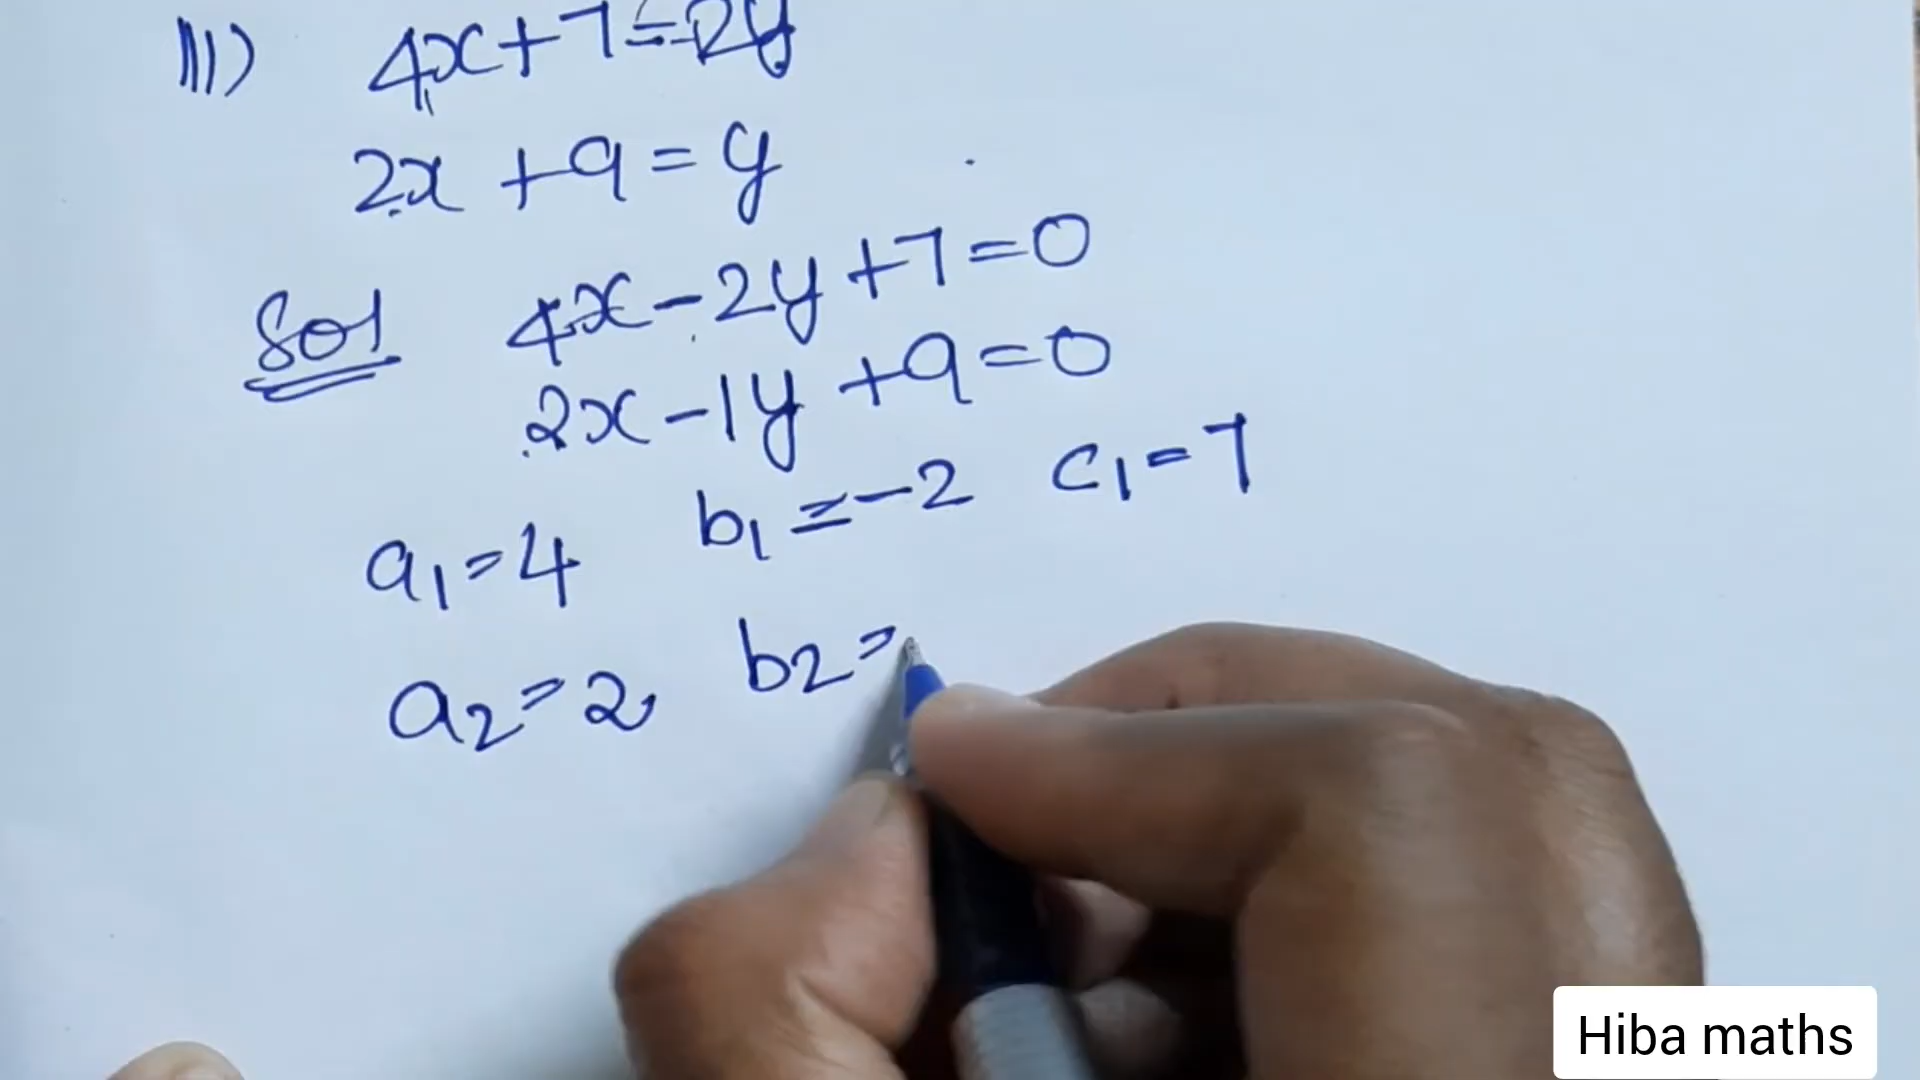 III) 4x+7=2y
2x+9=y
Sol 4x-2y+7=0
2x-1y+9=0
a1=4 b1=-2 c1=7
a2=2 b2=
Hiba maths